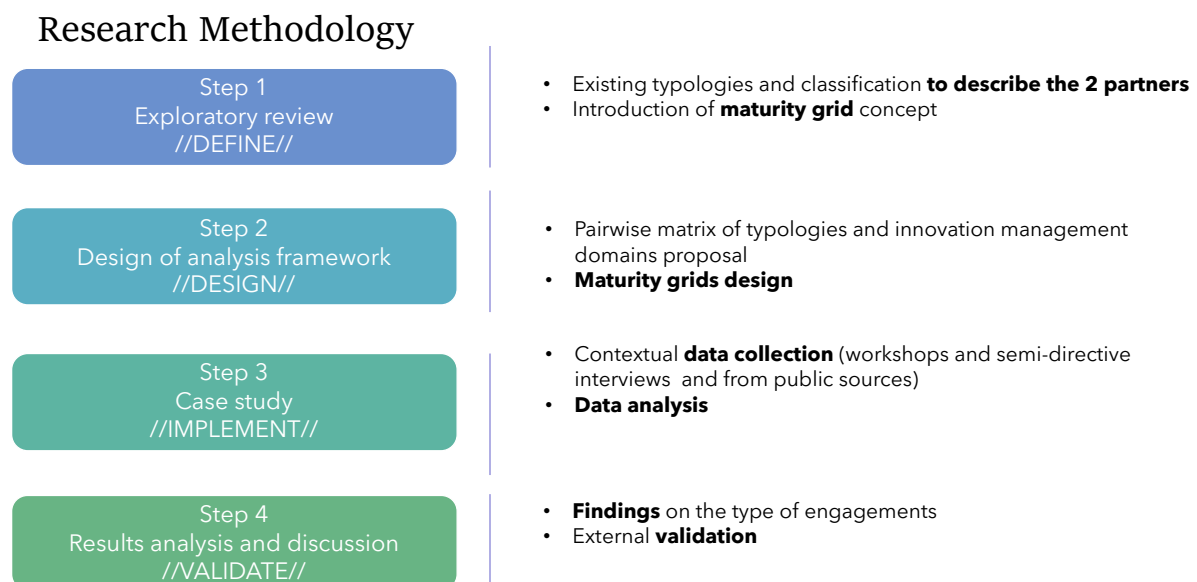 Research Methodology
Step 1
Exploratory review
//DEFINE//
• Existing typologies and classification to describe the 2 partners
• Introduction of maturity grid concept
Step 2
Design of analysis framework
//DESIGN//
• Pairwise matrix of typologies and innovation management
domains proposal
• Maturity grids design
Step 3
Case study
//IMPLEMENT//
• Contextual data collection (workshops and semi-directive
interviews and from public sources)
• Data analysis
Step 4
Results analysis and discussion
//VALIDATE//
• Findings on the type of engagements
• External validation